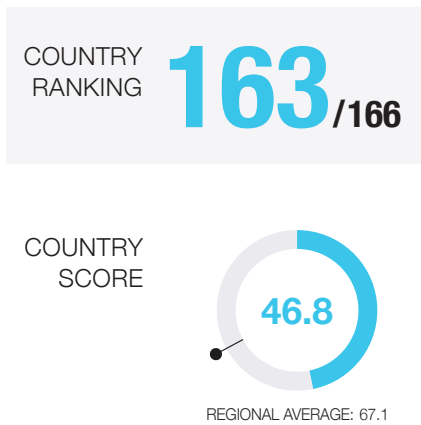 COUNTRY
RANKING
163/166
COUNTRY
SCORE
46.8
REGIONAL AVERAGE: 67.1